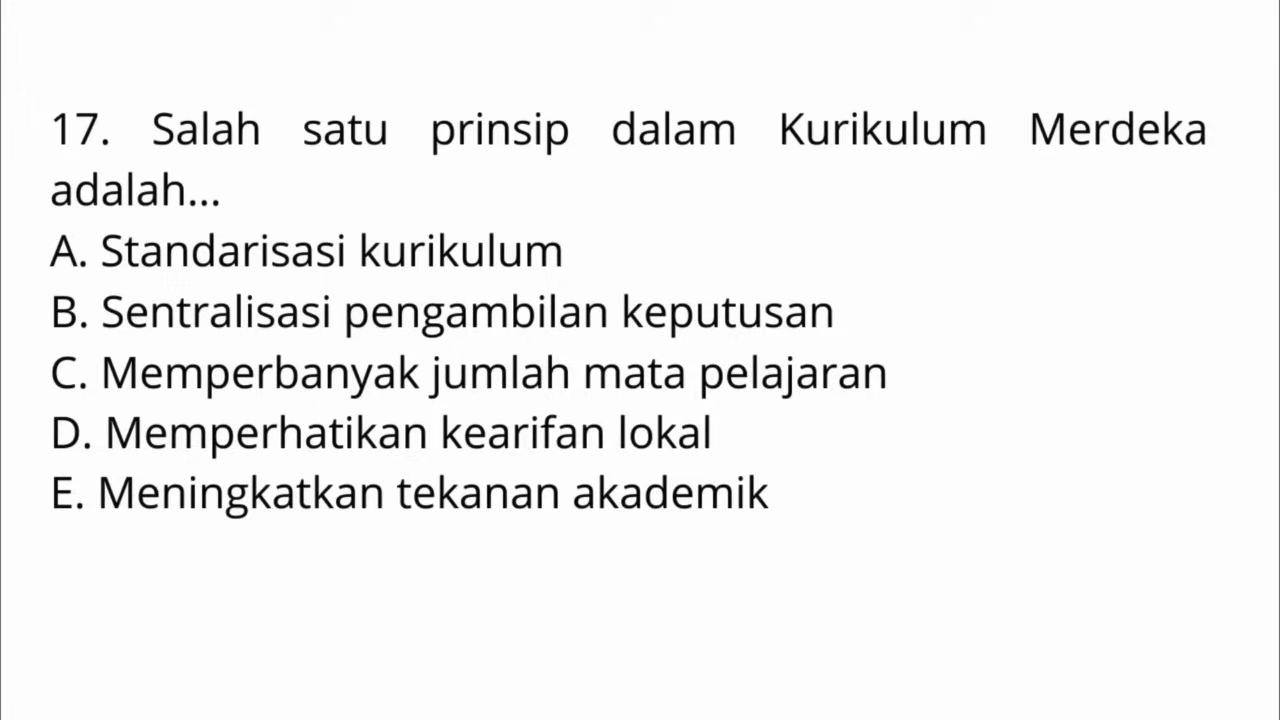 17. Salah satu prinsip dalam Kurikulum Merdeka
adalah...
A. Standarisasi kurikulum
B. Sentralisasi pengambilan keputusan
C. Memperbanyak jumlah mata pelajaran
D. Memperhatikan kearifan lokal
E. Meningkatkan tekanan akademik